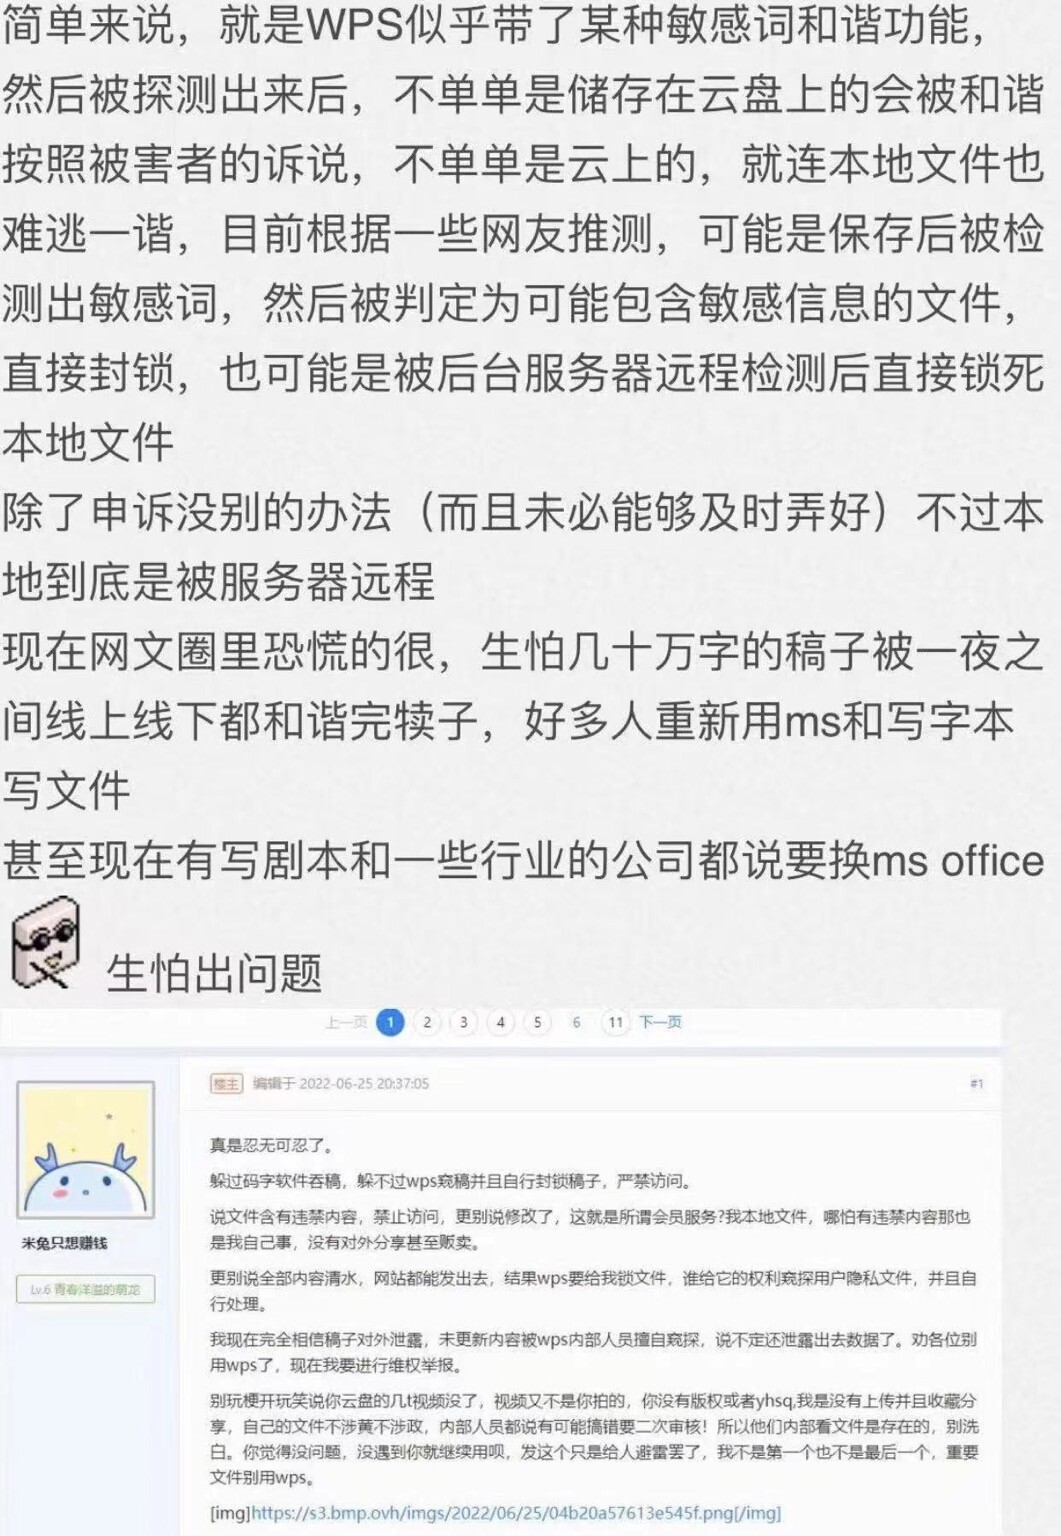 简单来说，就是WPS似乎带了某种敏感词和谐功能，
然后被探测出来后，不单单是储存在云盘上的会被和谐
按照被害者的诉说，不单单是云上的，就连本地文件也
难逃一谐，目前根据一些网友推测，可能是保存后被检
测出敏感词，然后被判定为可能包含敏感信息的文件，
直接封锁，也可能是被后台服务器远程检测后直接锁死
本地文件
除了申诉没别的办法（而且未必能够及时弄好）不过本
地到底是被服务器远程
现在网文圈里恐慌的很，生怕几十万字的稿子被一夜之
间线上线下都和谐完犊子，好多人重新用ms和写字本
写文件
甚至现在有写剧本和一些行业的公司都说要换ms office
生怕出问题
上一页 1 2 3 4 5 6 11 下一页
楼主 编辑于 2022-06-25 20:37:05 #1
真是忍无可忍了。
躲过码字软件吞稿，躲不过wps窥稿并且自行封锁稿子，严禁访问。
说文件含有违禁内容，禁止访问，更别说修改了，这就是所谓会员服务?我本地文件，哪怕有违禁内容那也
是我自己事，没有对外分享甚至贩卖。
更别说全部内容清水，网站都能发出去，结果wps要给我锁文件，谁给它的权利窥探用户隐私文件，并且自
行处理。
我现在完全相信稿子对外泄露，未更新内容被wps内部人员擅自窥探，说不定还泄露出去数据了。劝各位别
用wps了，现在我要进行维权举报。
别玩梗开玩笑说你云盘的几t视频没了，视频又不是你拍的，你没有版权或者yhsq,我是没有上传并且收藏分
享，自己的文件不涉黄不涉政，内部人员都说有可能搞错要二次审核！所以他们内部看文件是存在的，别洗
白。你觉得没问题，没遇到你就继续用呗，发这个只是给人避雷罢了，我不是第一个也不是最后一个，重要
文件别用wps。
[img]https://s3.bmp.ovh/imgs/2022/06/25/04b20a57613e545f.png[/img]
米兔只想赚钱
Lv.6 青春洋溢的萌龙